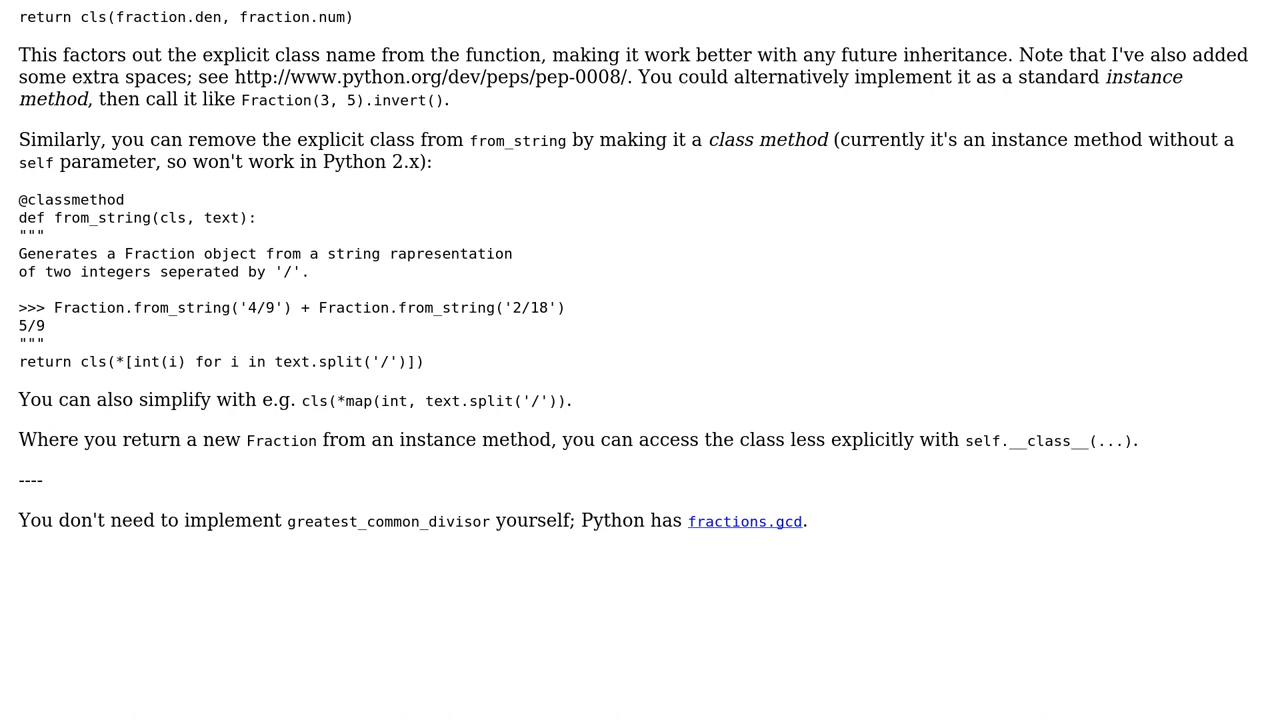 return cls(fraction.den, fraction.num)
This factors out the explicit class name from the function, making it work better with any future inheritance. Note that I've also added
some extra spaces; see http://www.python.org/dev/peps/pep-0008/. You could alternatively implement it as a standard instance
method, then call it like Fraction(3, 5).invert().
Similarly, you can remove the explicit class from from_string by making it a class method (currently it's an instance method without a
self parameter, so won't work in Python 2.x):
@classmethod
def from_string(cls, text):
"""
Generates a Fraction object from a string rapresentation
of two integers seperated by '/'.
>>> Fraction.from_string('4/9') + Fraction.from_string('2/18')
5/9
"""
return cls(*[int(i) for i in text.split('/')])
You can also simplify with e.g. cls(*map(int, text.split('/')).
Where you return a new Fraction from an instance method, you can access the class less explicitly with self.__class__(...).
----
You don't need to implement greatest_common_divisor yourself; Python has fractions.gcd.